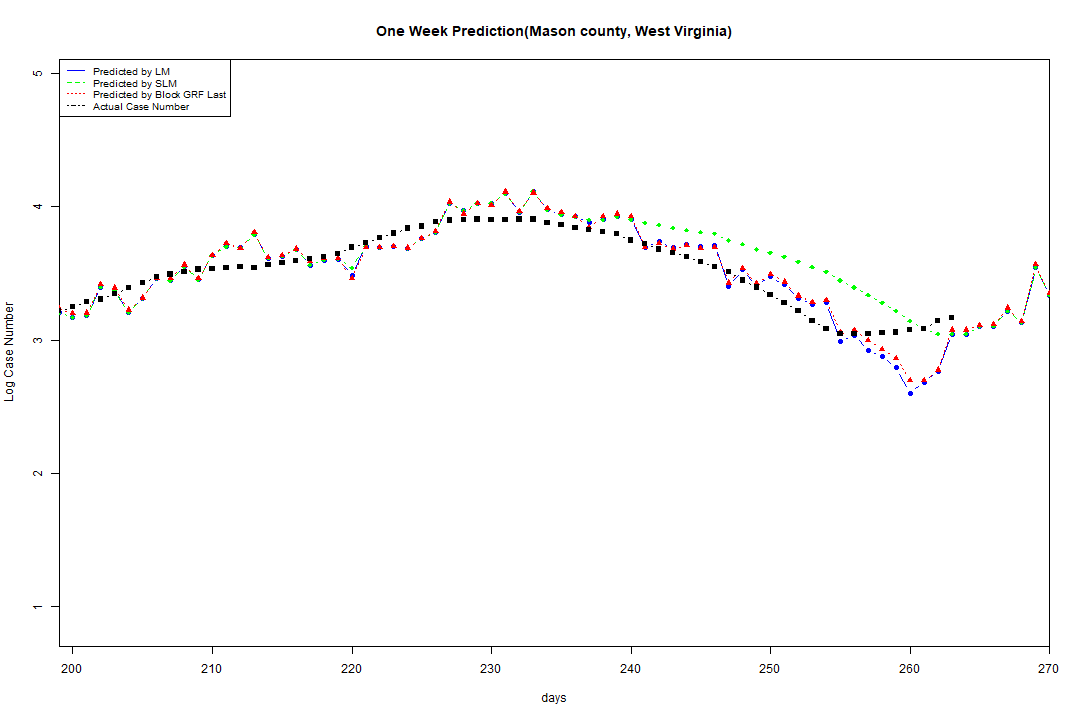 One Week Prediction(Mason county, West Virginia)
Predicted by LM
Predicted by SLM
Predicted by Block GRF Last
Actual Case Number
5
4
3
2
1
Log Case Number
200 210 220 230 240 250 260 270
days